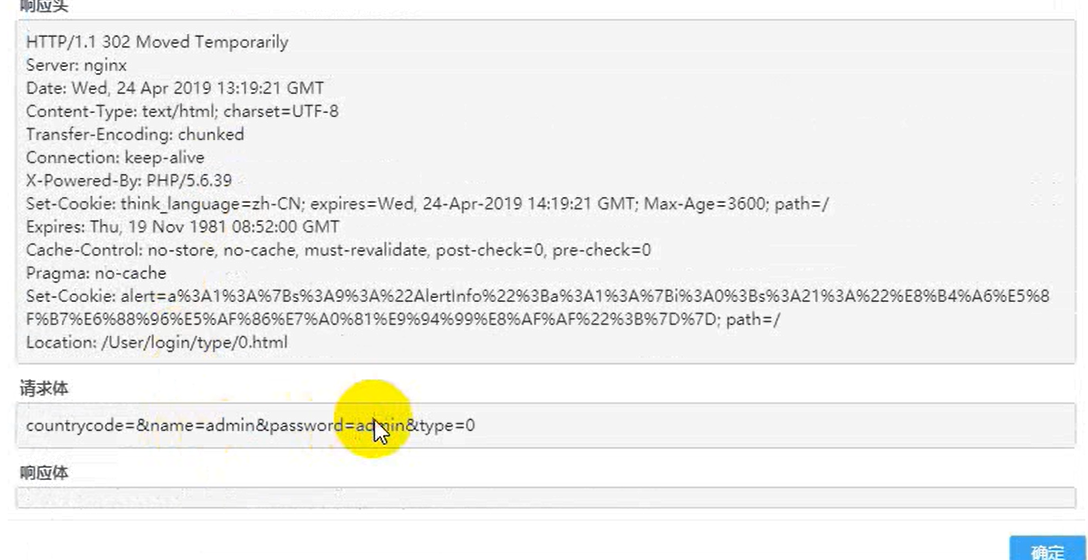 响应头
HTTP/1.1 302 Moved Temporarily
Server: nginx
Date: Wed, 24 Apr 2019 13:19:21 GMT
Content-Type: text/html; charset=UTF-8
Transfer-Encoding: chunked
Connection: keep-alive
X-Powered-By: PHP/5.6.39
Set-Cookie: think_language=zh-CN; expires=Wed, 24-Apr-2019 14:19:21 GMT; Max-Age=3600; path=/
Expires: Thu, 19 Nov 1981 08:52:00 GMT
Cache-Control: no-store, no-cache, must-revalidate, post-check=0, pre-check=0
Pragma: no-cache
Set-Cookie: alert=a%3A1%3A%7Bs%3A9%3A%22AlertInfo%22%3Ba%3A1%3A%7Bi%3A0%3Bs%3A21%3A%22%E8%B4%A6%E5%8
F%B7%E6%88%96%E5%AF%86%E7%A0%81%E9%94%99%E8%AF%AF%22%3B%7D%7D; path=/
Location: /User/login/type/0.html
请求体
countrycode=&name=admin&password=admin&type=0
响应体
确定